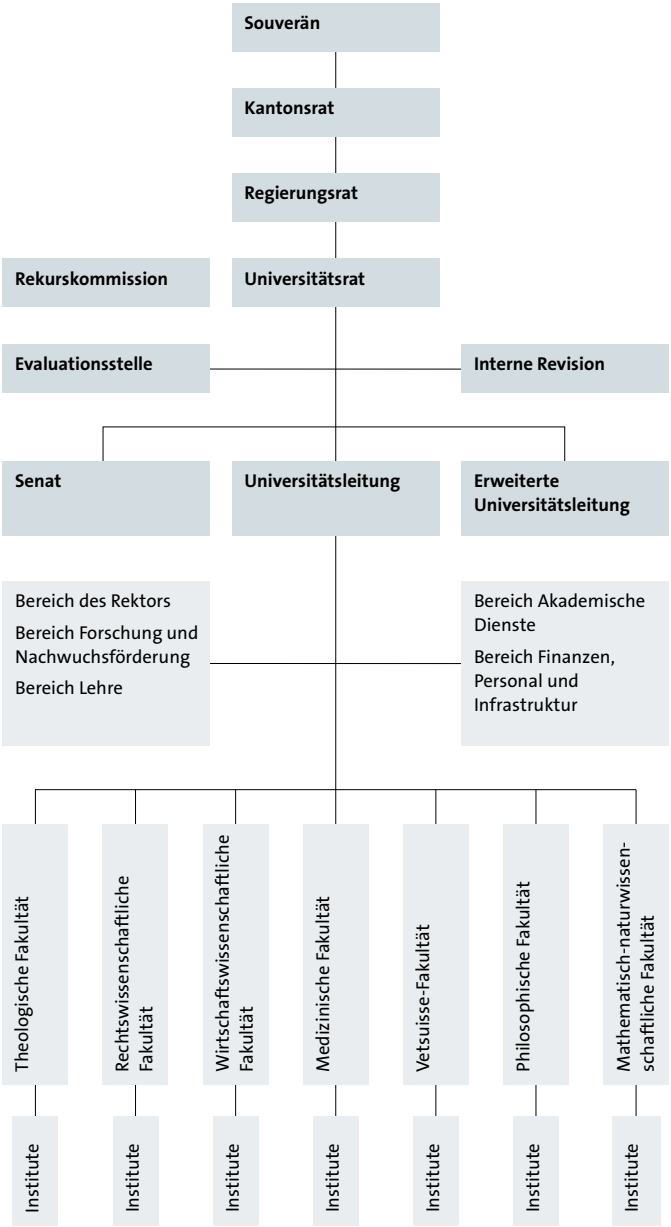 Souverän
Kantonsrat
Regierungsrat
Rekurskommission
Universitätsrat
Evaluationsstelle
Interne Revision
Senat
Universitätsleitung
Erweiterte
Universitätsleitung
Bereich des Rektors
Bereich Forschung und
Nachwuchsförderung
Bereich Lehre
Bereich Akademische
Dienste
Bereich Finanzen,
Personal und
Infrastruktur
Theologische Fakultät
Rechtswissenschaftliche
Fakultät
Wirtschaftswissenschaftliche
Fakultät
Medizinische Fakultät
Vetsuisse-Fakultät
Philosophische Fakultät
Mathematisch-naturwissen-
schaftliche Fakultät
Institute
Institute
Institute
Institute
Institute
Institute
Institute